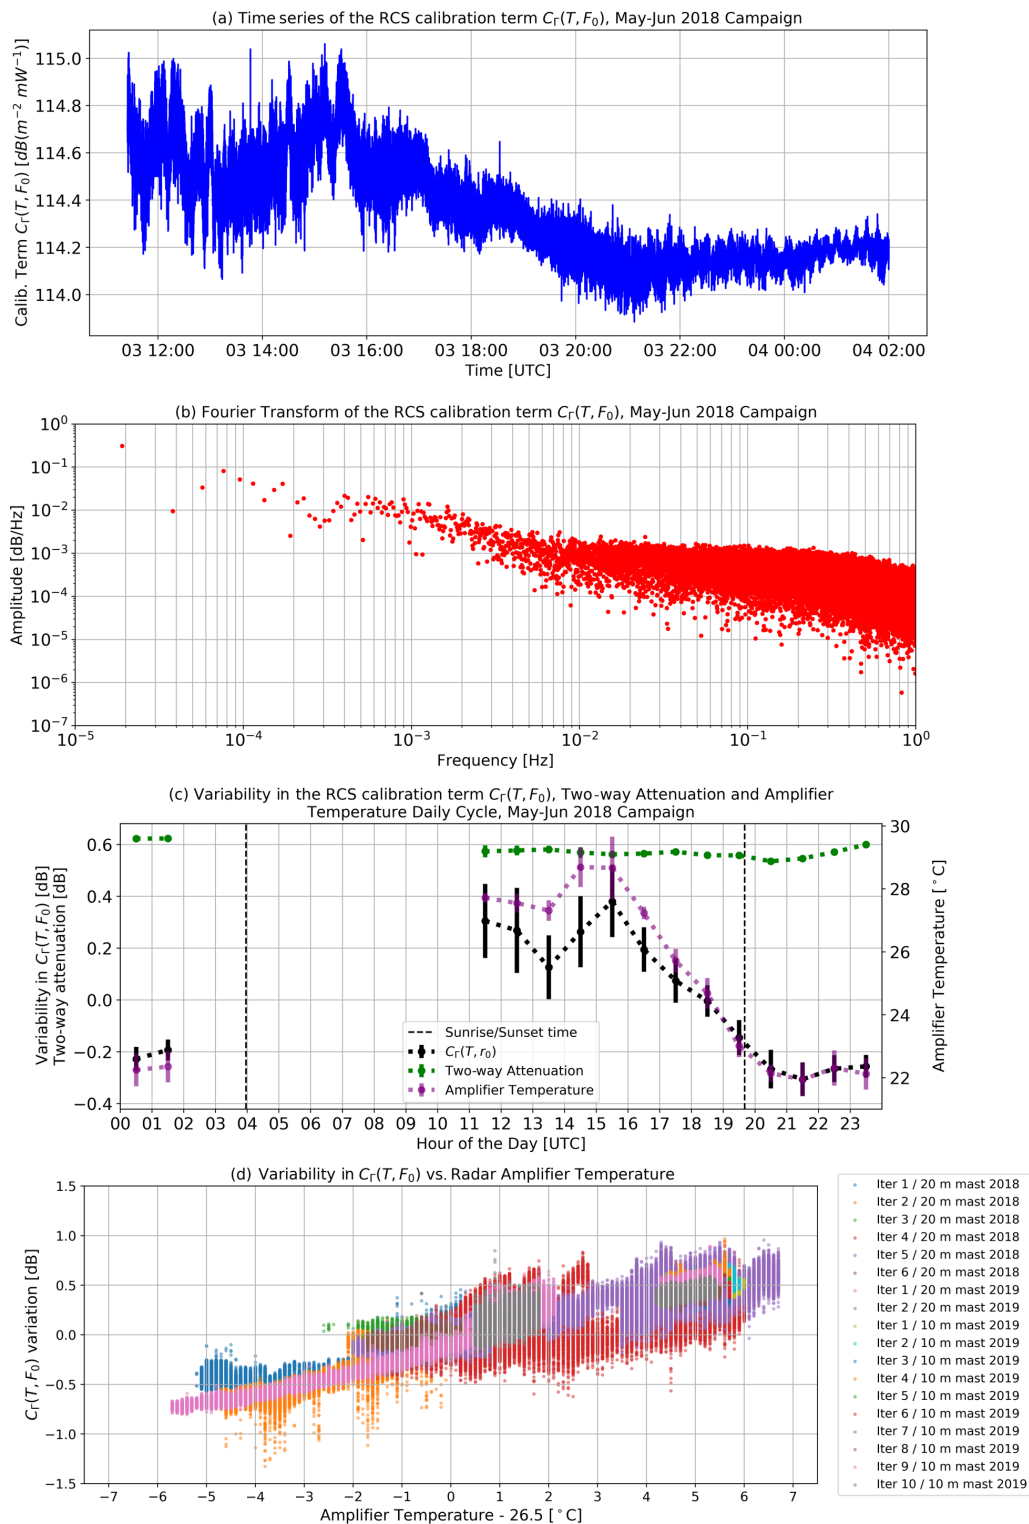 (a) Time series of the RCS calibration term C_Γ(T, F₀), May-Jun 2018 Campaign
Calib. Term C_Γ(T, F₀) [dB(m⁻² mW⁻¹)]
115.0
114.8
114.6
114.4
114.2
114.0
03 12:00 03 14:00 03 16:00 03 18:00 03 20:00 03 22:00 04 00:00 04 02:00
Time [UTC]
(b) Fourier Transform of the RCS calibration term C_Γ(T, F₀), May-Jun 2018 Campaign
Amplitude [dB/Hz]
10⁰
10⁻¹
10⁻²
10⁻³
10⁻⁴
10⁻⁵
10⁻⁶
10⁻⁷
10⁻⁵ 10⁻⁴ 10⁻³ 10⁻² 10⁻¹ 10⁰
Frequency [Hz]
(c) Variability in the RCS calibration term C_Γ(T, F₀), Two-way Attenuation and Amplifier
Temperature Daily Cycle, May-Jun 2018 Campaign
Variability in C_Γ(T, F₀) [dB]
Two-way attenuation [dB]
0.6
0.4
0.2
0.0
−0.2
−0.4
30
28
26
24
22
Amplifier Temperature [°C]
Sunrise/Sunset time
C_Γ(T, r₀)
Two-way Attenuation
Amplifier Temperature
00 01 02 03 04 05 06 07 08 09 10 11 12 13 14 15 16 17 18 19 20 21 22 23
Hour of the Day [UTC]
(d) Variability in C_Γ(T, F₀) vs. Radar Amplifier Temperature
C_Γ(T, F₀) variation [dB]
1.5
1.0
0.5
0.0
−0.5
−1.0
−1.5
−7 −6 −5 −4 −3 −2 −1 0 1 2 3 4 5 6 7
Amplifier Temperature - 26.5 [°C]
Iter 1 / 20 m mast 2018
Iter 2 / 20 m mast 2018
Iter 3 / 20 m mast 2018
Iter 4 / 20 m mast 2018
Iter 5 / 20 m mast 2018
Iter 6 / 20 m mast 2018
Iter 1 / 20 m mast 2019
Iter 2 / 20 m mast 2019
Iter 1 / 10 m mast 2019
Iter 2 / 10 m mast 2019
Iter 3 / 10 m mast 2019
Iter 4 / 10 m mast 2019
Iter 5 / 10 m mast 2019
Iter 6 / 10 m mast 2019
Iter 7 / 10 m mast 2019
Iter 8 / 10 m mast 2019
Iter 9 / 10 m mast 2019
Iter 10 / 10 m mast 2019